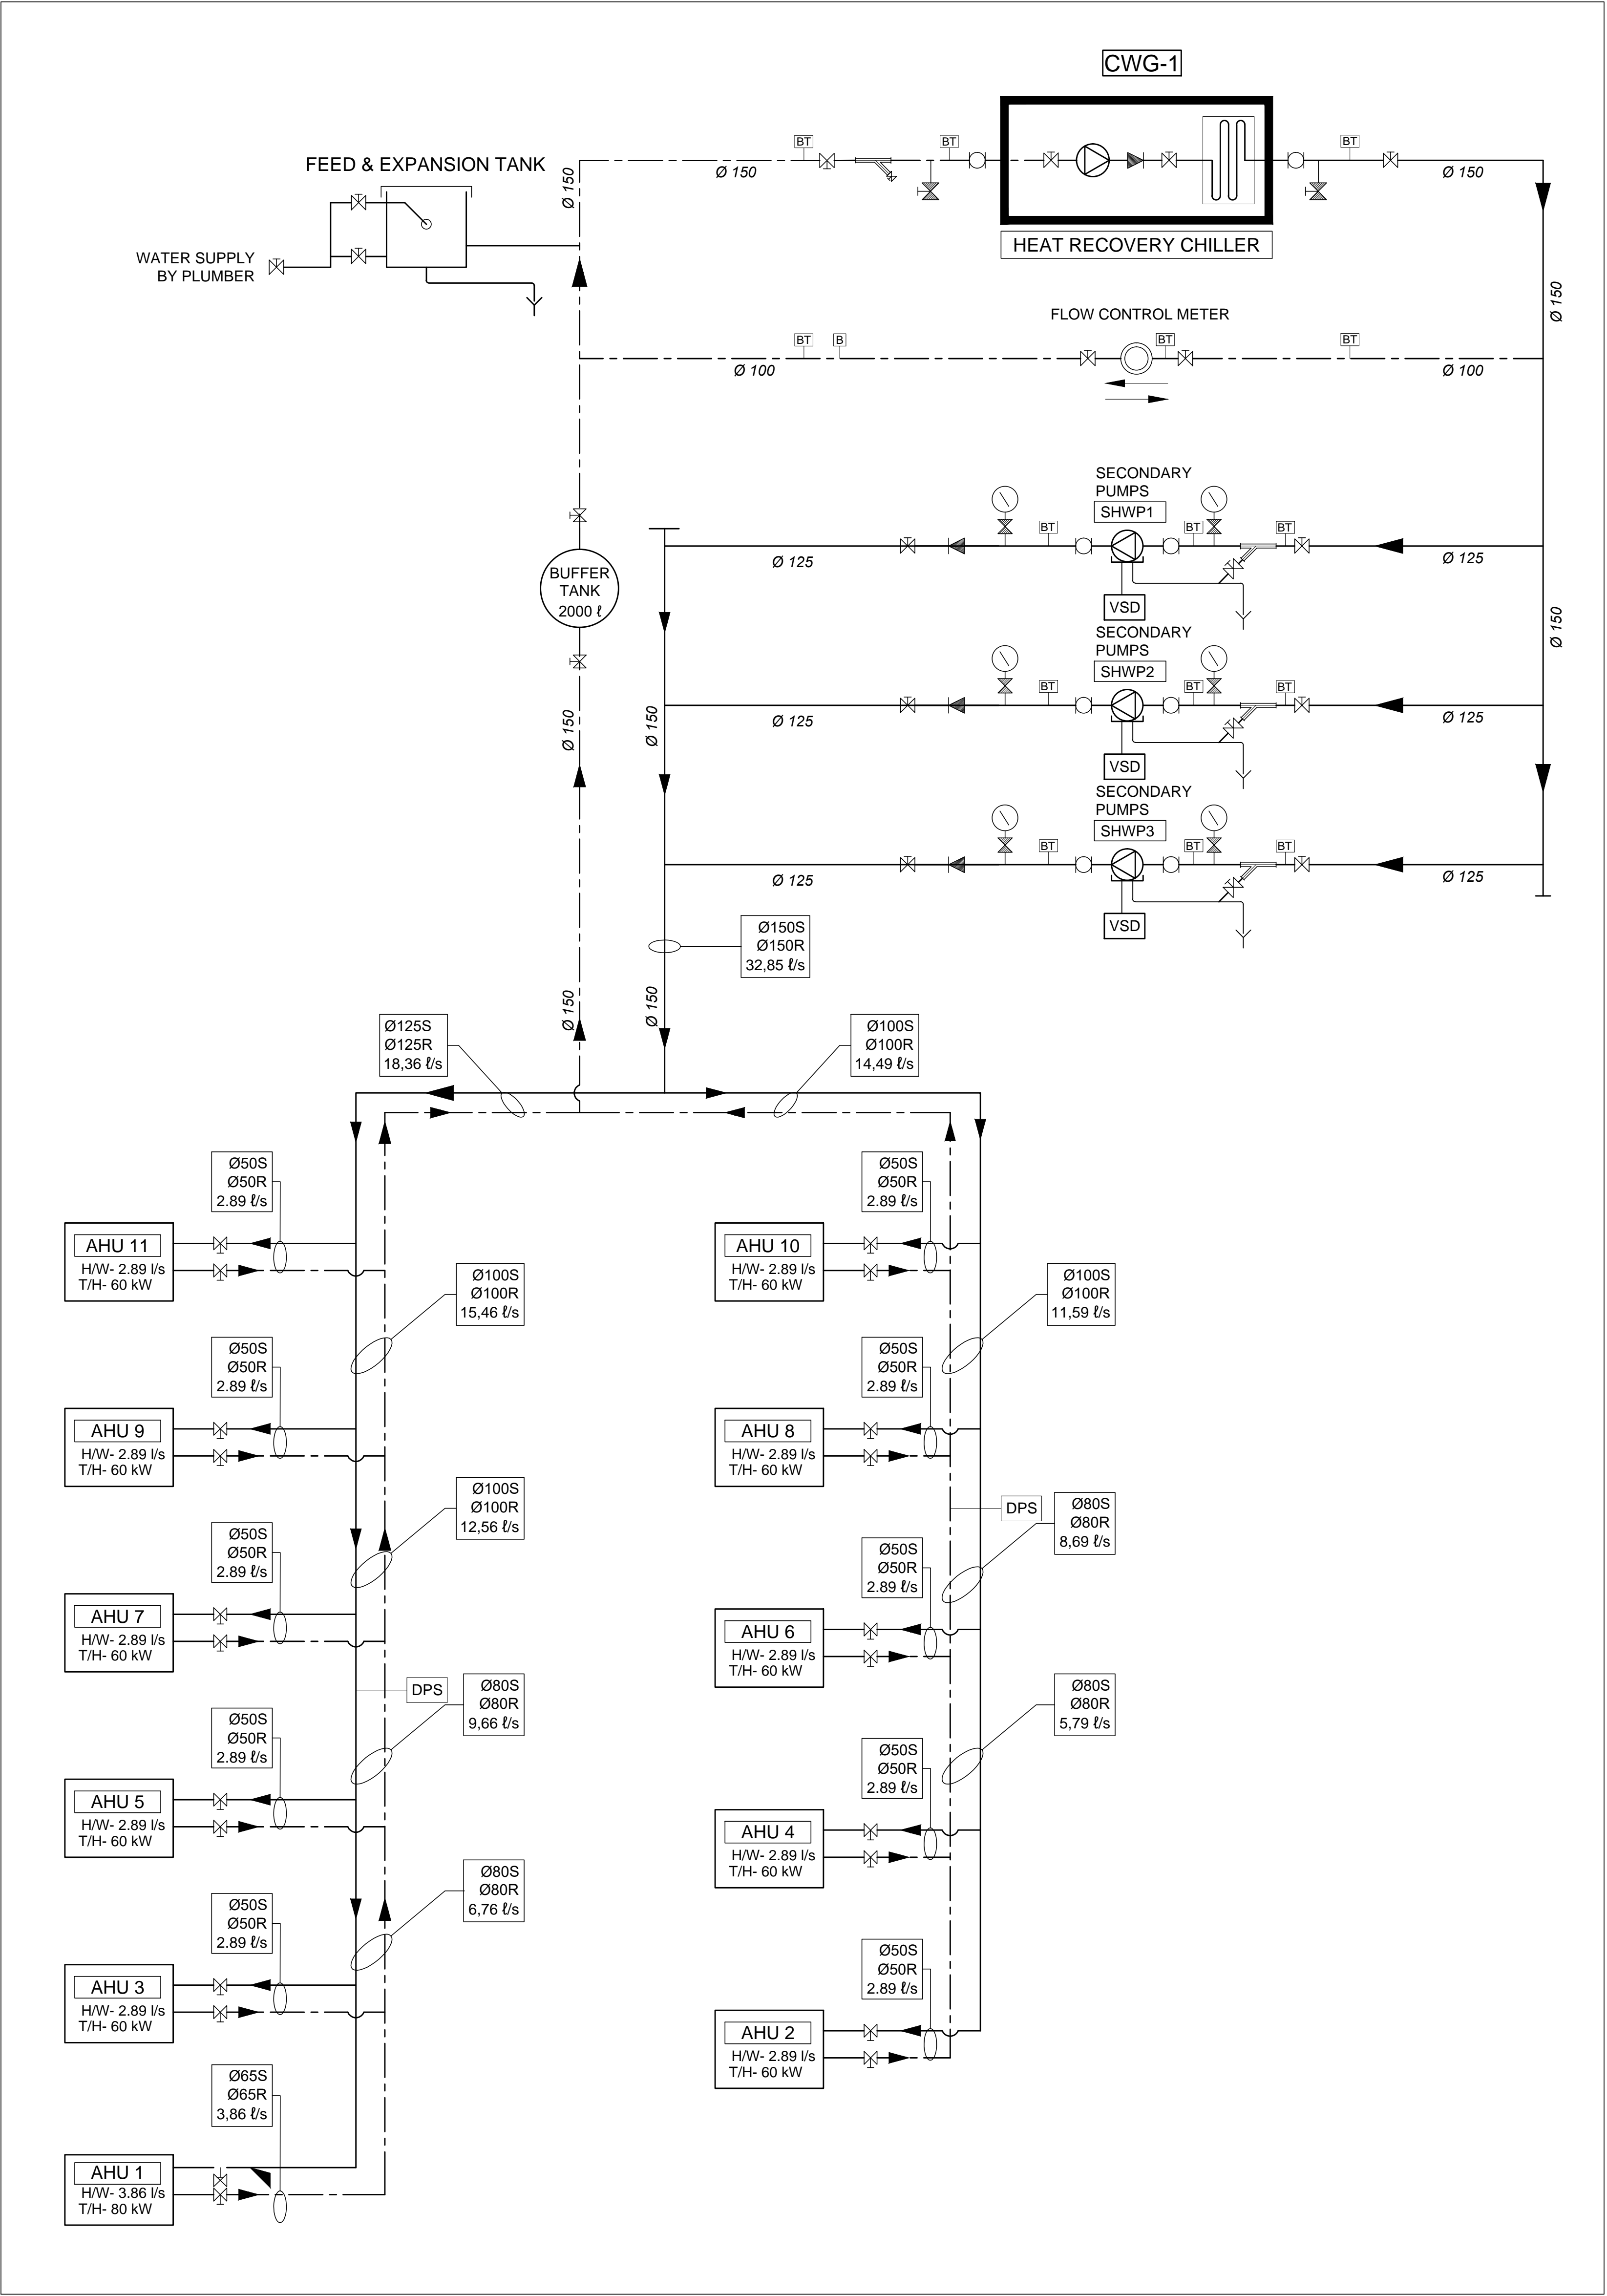 CWG-1
HEAT RECOVERY CHILLER
BT
BT
BT
Ø 150
Ø 150
Ø 150
Ø 150
FEED & EXPANSION TANK
WATER SUPPLY
BY PLUMBER
FLOW CONTROL METER
BT
B
BT
BT
Ø 100
Ø 100
SECONDARY
PUMPS
SHWP1
BT
BT
BT
Ø 125
Ø 125
VSD
BUFFER
TANK
2000 ℓ
Ø 150
SECONDARY
PUMPS
SHWP2
BT
BT
BT
Ø 125
Ø 125
VSD
Ø 150
Ø 150
SECONDARY
PUMPS
SHWP3
BT
BT
BT
Ø 125
Ø 125
VSD
Ø150S
Ø150R
32,85 ℓ/s
Ø 150
Ø 150
Ø125S
Ø125R
18,36 ℓ/s
Ø100S
Ø100R
14,49 ℓ/s
Ø50S
Ø50R
2.89 ℓ/s
AHU 11
H/W- 2.89 l/s
T/H- 60 kW
Ø100S
Ø100R
15,46 ℓ/s
Ø50S
Ø50R
2.89 ℓ/s
AHU 9
H/W- 2.89 l/s
T/H- 60 kW
Ø100S
Ø100R
12,56 ℓ/s
Ø50S
Ø50R
2.89 ℓ/s
AHU 7
H/W- 2.89 l/s
T/H- 60 kW
DPS
Ø80S
Ø80R
9,66 ℓ/s
Ø50S
Ø50R
2.89 ℓ/s
AHU 5
H/W- 2.89 l/s
T/H- 60 kW
Ø80S
Ø80R
6,76 ℓ/s
Ø50S
Ø50R
2.89 ℓ/s
AHU 3
H/W- 2.89 l/s
T/H- 60 kW
Ø65S
Ø65R
3,86 ℓ/s
AHU 1
H/W- 3.86 l/s
T/H- 80 kW
Ø50S
Ø50R
2.89 ℓ/s
AHU 10
H/W- 2.89 l/s
T/H- 60 kW
Ø100S
Ø100R
11,59 ℓ/s
Ø50S
Ø50R
2.89 ℓ/s
AHU 8
H/W- 2.89 l/s
T/H- 60 kW
DPS
Ø80S
Ø80R
8,69 ℓ/s
Ø50S
Ø50R
2.89 ℓ/s
AHU 6
H/W- 2.89 l/s
T/H- 60 kW
Ø80S
Ø80R
5,79 ℓ/s
Ø50S
Ø50R
2.89 ℓ/s
AHU 4
H/W- 2.89 l/s
T/H- 60 kW
Ø50S
Ø50R
2.89 ℓ/s
AHU 2
H/W- 2.89 l/s
T/H- 60 kW